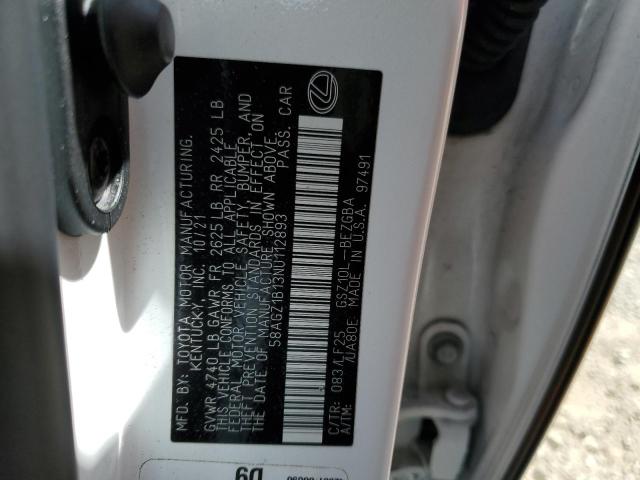 MFD. BY: TOYOTA MOTOR MANUFACTURING.
KENTUCKY, INC. 10/21
GVWR 4740 LB GAWR FR 2625 LB RR 2425 LB
THIS VEHICLE CONFORMS TO ALL APPLICABLE
FEDERAL MOTOR VEHICLE SAFETY, BUMPER, AND
THEFT PREVENTION STANDARDS IN EFFECT ON
THE DATE OF MANUFACTURE SHOWN ABOVE.
58AGZ1B13NU112893 PASS. CAR
C/TR: 083 /LF25 GSZ10L-BEZGBA
A/TM: /UA80E MADE IN U.S.A. 97491
D9